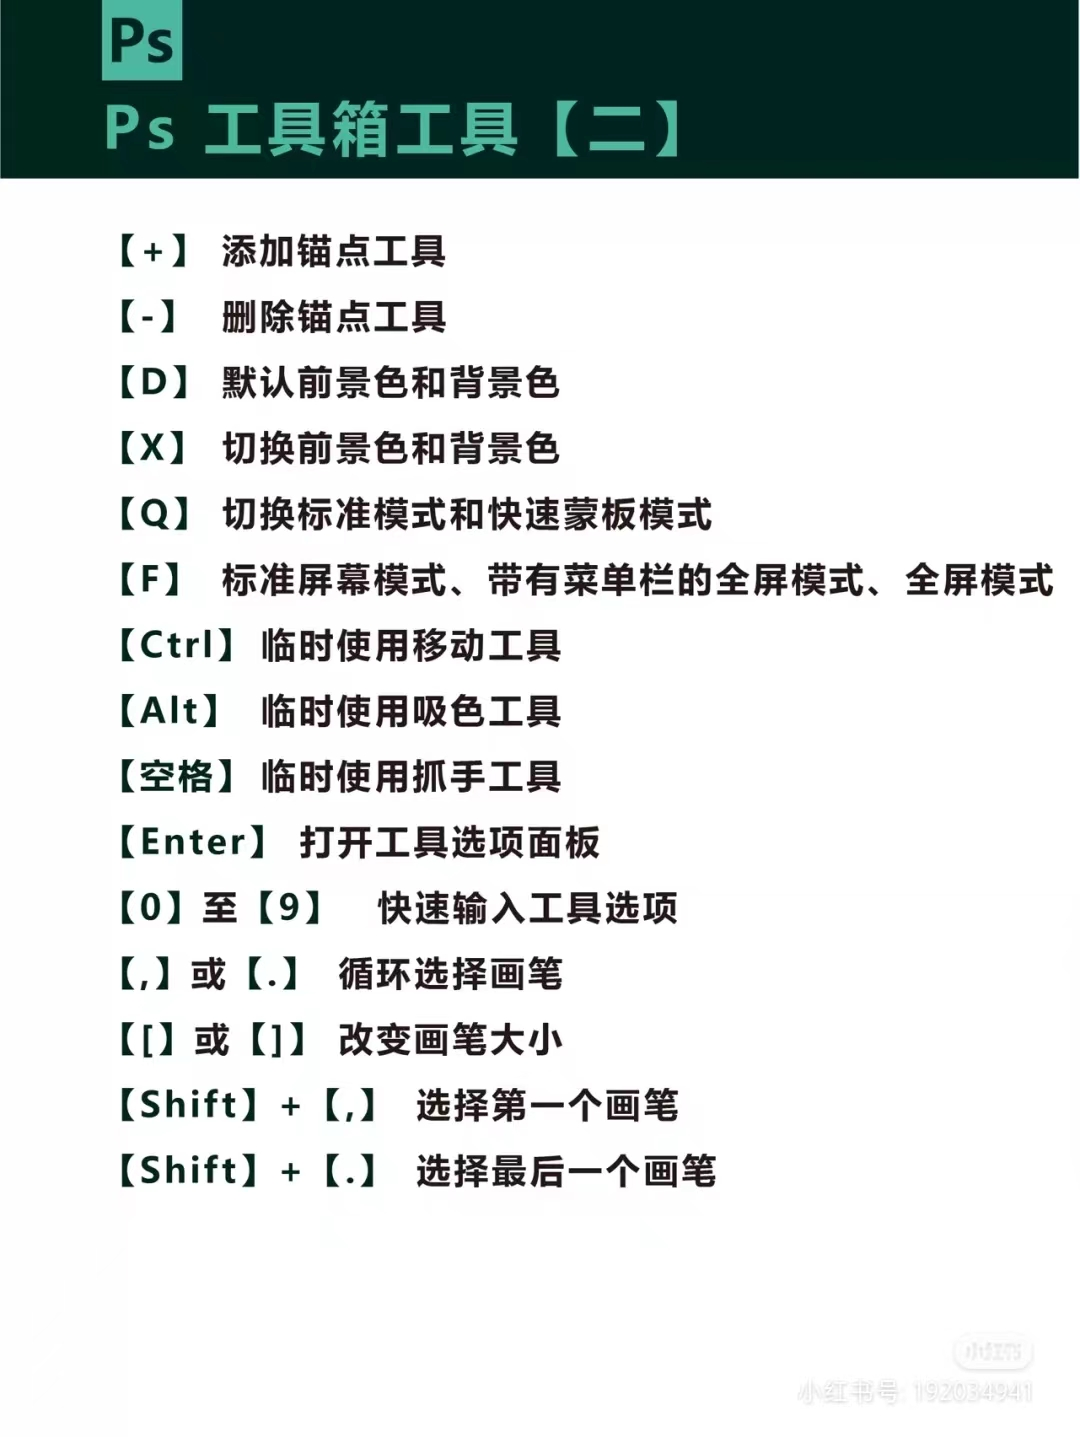 Ps
Ps 工具箱工具【二】
【+】 添加锚点工具
【-】 删除锚点工具
【D】 默认前景色和背景色
【X】 切换前景色和背景色
【Q】 切换标准模式和快速蒙板模式
【F】 标准屏幕模式、带有菜单栏的全屏模式、全屏模式
【Ctrl】 临时使用移动工具
【Alt】 临时使用吸色工具
【空格】 临时使用抓手工具
【Enter】 打开工具选项面板
【0】至【9】 快速输入工具选项
【,】或【.】 循环选择画笔
【[】或【]】 改变画笔大小
【Shift】+【,】 选择第一个画笔
【Shift】+【.】 选择最后一个画笔
小红书
小红书号: 192034941